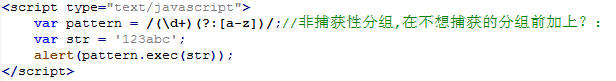 <script type="text/javascript">
var pattern = /(\d+)(?:[a-z])/;//非捕获性分组,在不想捕获的分组前加上?:
var str = '123abc';
alert(pattern.exec(str));
</script>